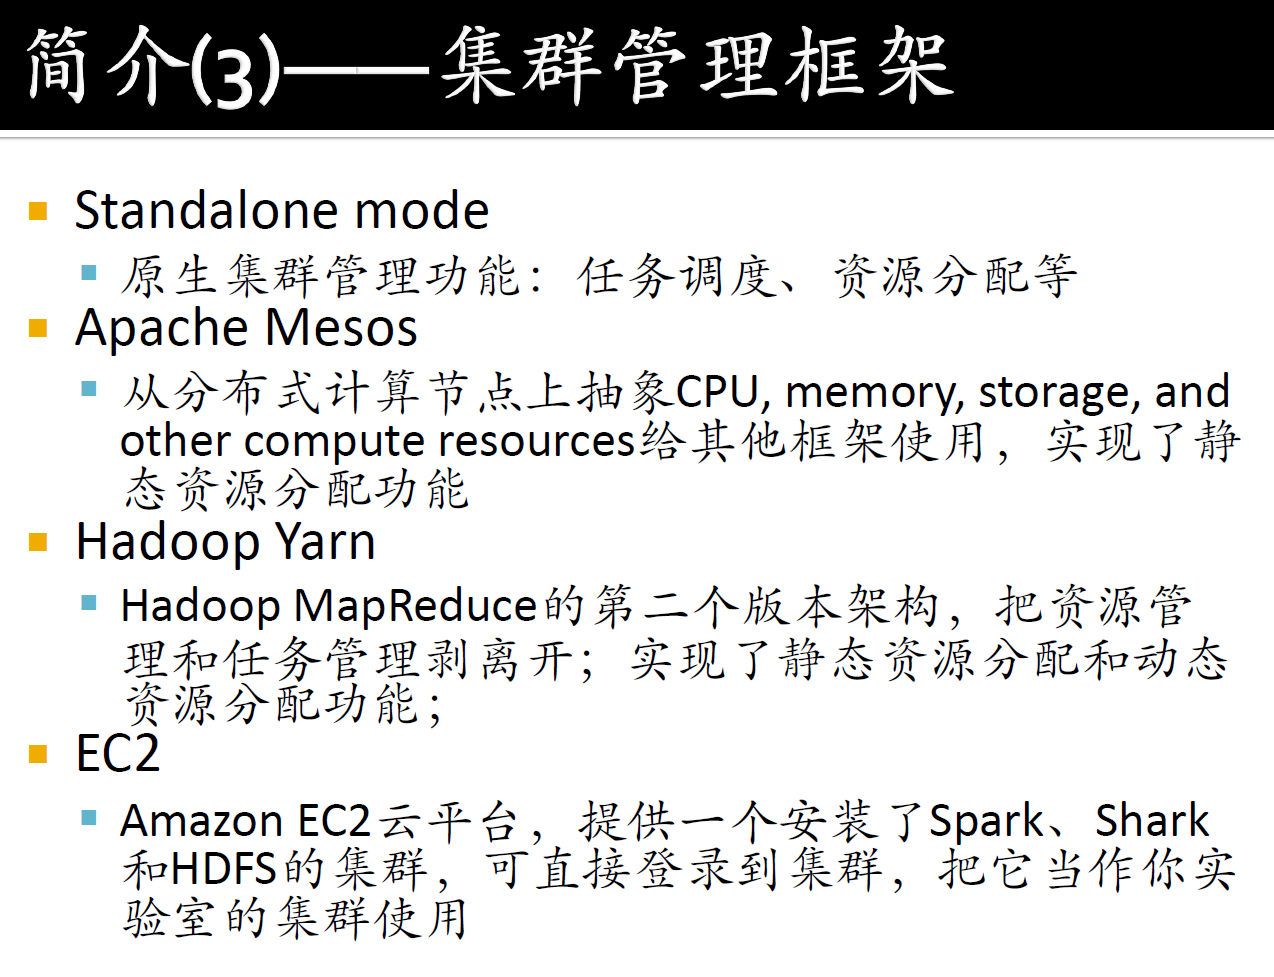 简介(3)——集群管理框架
Standalone mode
原生集群管理功能：任务调度、资源分配等
Apache Mesos
从分布式计算节点上抽象CPU, memory, storage, and
other compute resources给其他框架使用，实现了静
态资源分配功能
Hadoop Yarn
Hadoop MapReduce的第二个版本架构，把资源管
理和任务管理剥离开；实现了静态资源分配和动态
资源分配功能；
EC2
Amazon EC2云平台，提供一个安装了Spark、Shark
和HDFS的集群，可直接登录到集群，把它当作你实
验室的集群使用